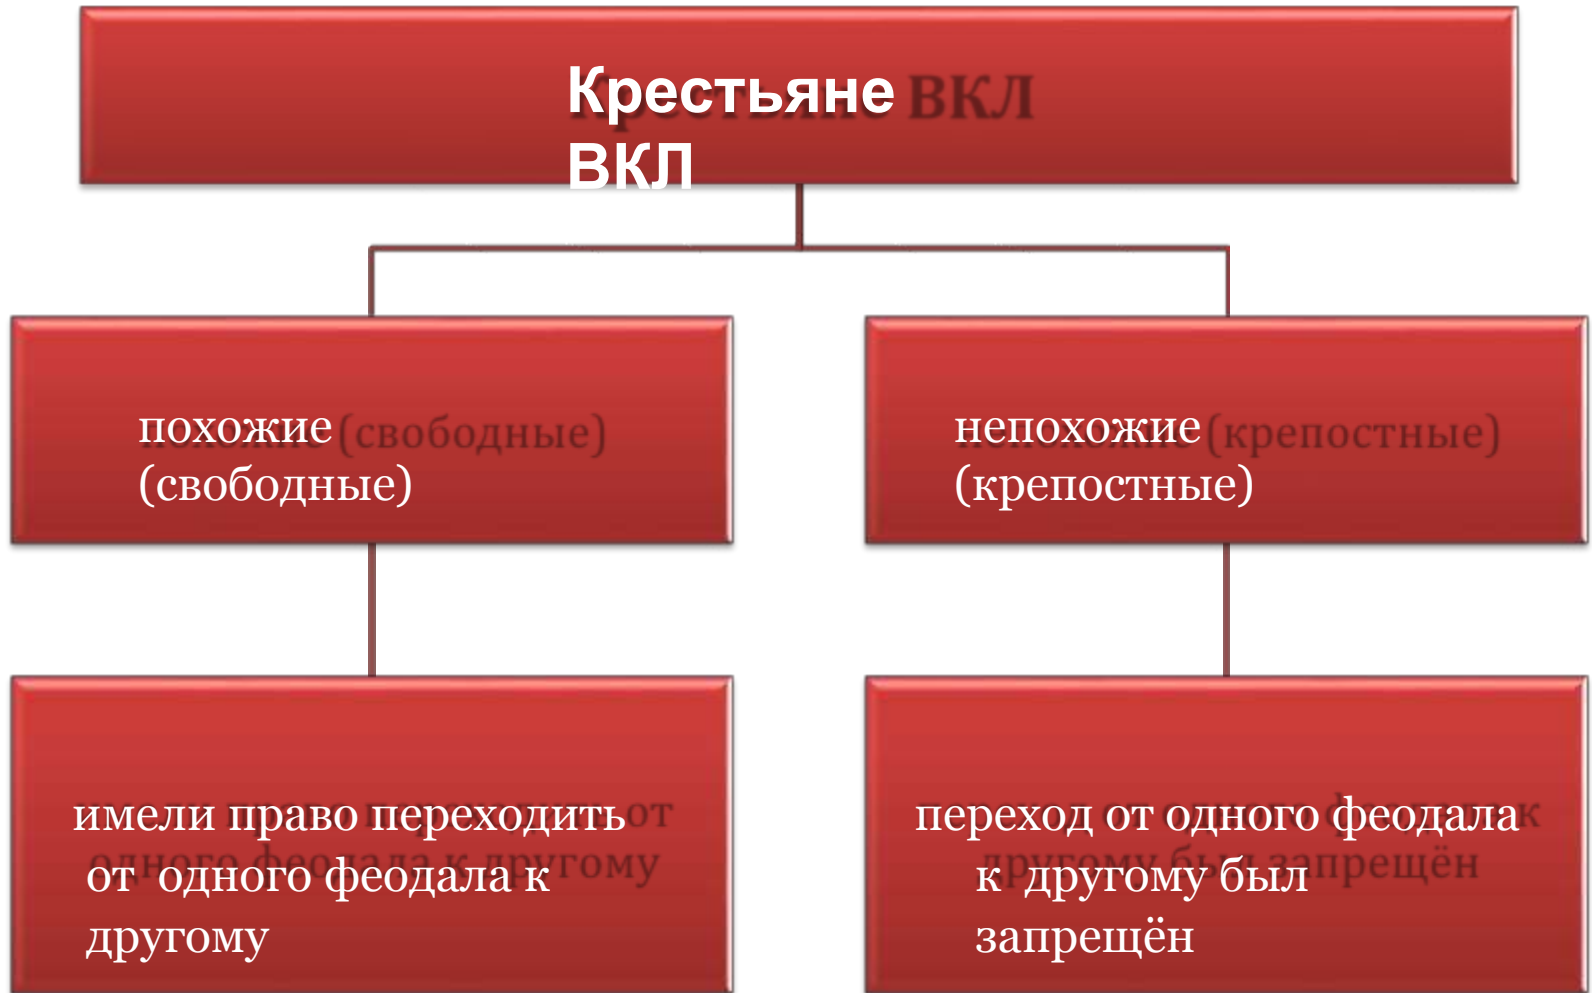 Крестьяне
ВКЛ
похожие
(свободные)
непохожие
(крепостные)
имели право переходить
от одного феодала к
другому
переход от одного феодала
к другому был
запрещён